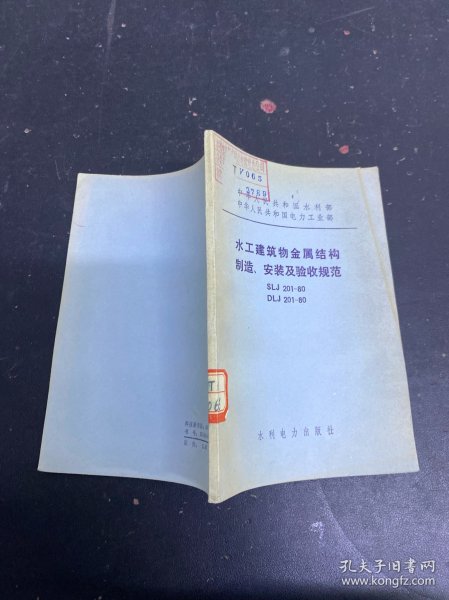 TV065
3789
中华人民共和国水利部
中华人民共和国电力工业部
水工建筑物金属结构
制造、安装及验收规范
SLJ 201-80
DLJ 201-80
水利电力出版社
孔夫子旧书网
www.kongfz.com